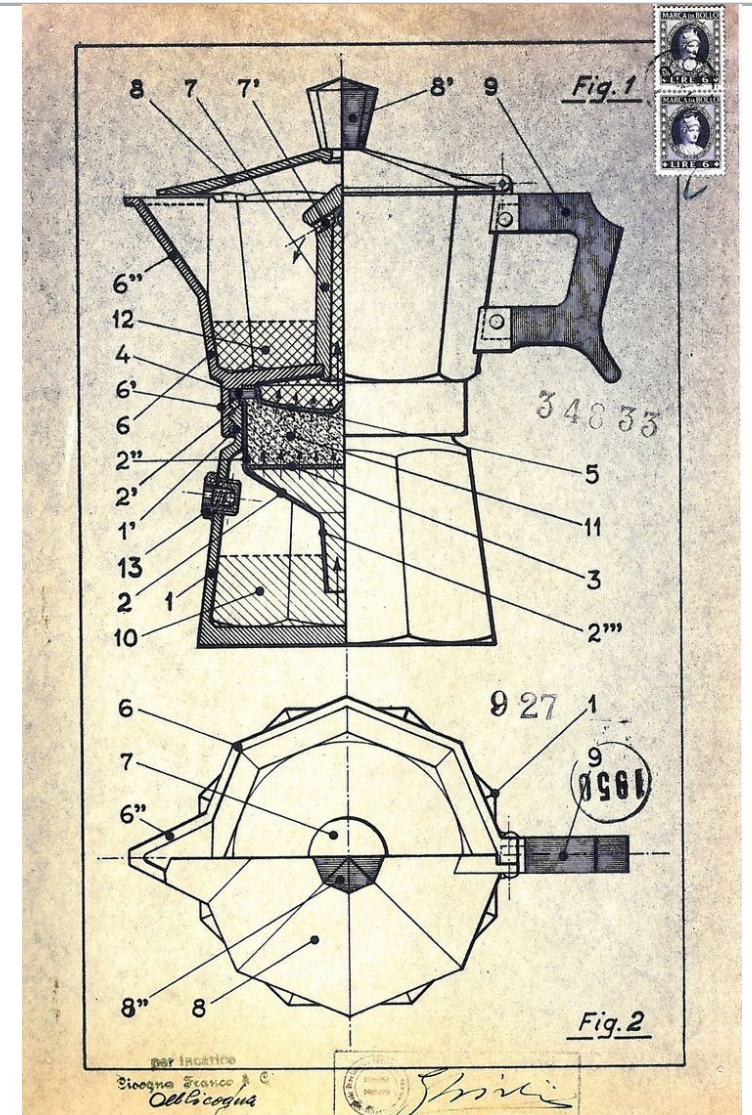 MARCA DA BOLLO
LIRE 6
MARCA DA BOLLO
LIRE 6
8 7 7' 8' 9 Fig. 1
6"
12
4
6'
6
2"
2'
1'
13
2 1
10
34833
5
11
3
2'''
927
6 1
7 9
1950
6"
8" 8
Fig. 2
per incarico
Cicogna Franco & C